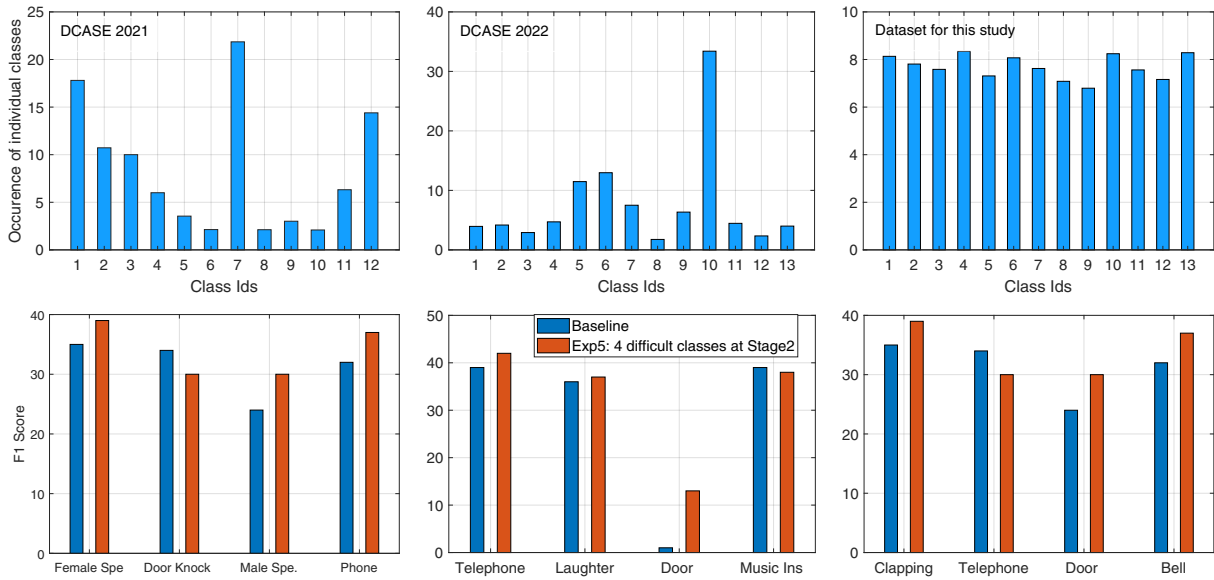 DCASE 2021
Occurence of individual classes
25
20
15
10
5
0
1 2 3 4 5 6 7 8 9 10 11 12
Class Ids
DCASE 2022
40
30
20
10
0
1 2 3 4 5 6 7 8 9 10 11 12 13
Class Ids
Dataset for this study
10
8
6
4
2
0
1 2 3 4 5 6 7 8 9 10 11 12 13
Class Ids
F1 Score
40
30
20
10
0
Female Spe Door Knock Male Spe. Phone
Baseline
Exp5: 4 difficult classes at Stage2
50
40
30
20
10
0
Telephone Laughter Door Music Ins
40
30
20
10
0
Clapping Telephone Door Bell